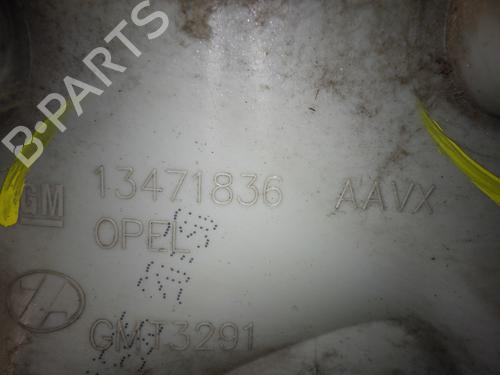 B-PARTS
GM 13471836 AAVX
OPEL
GMT3291